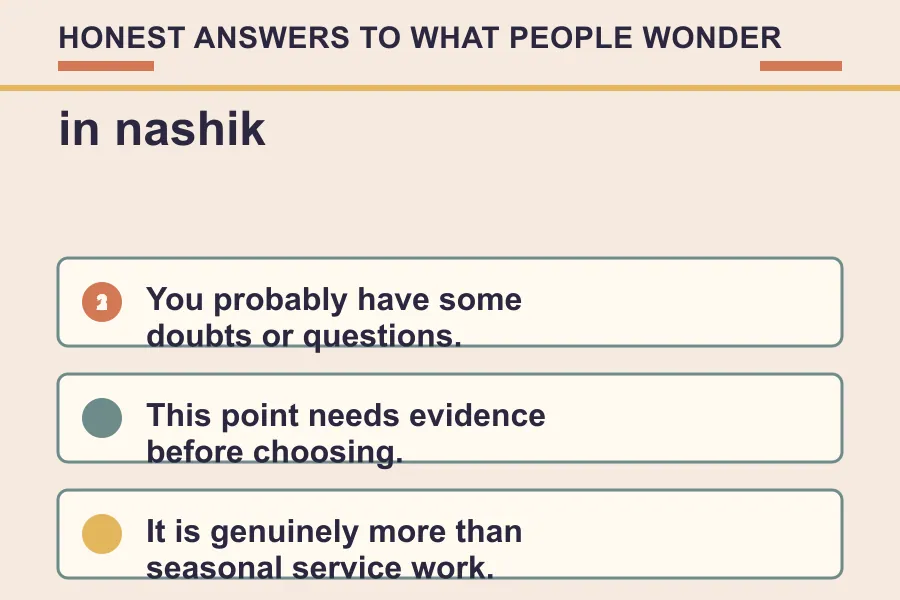 HONEST ANSWERS TO WHAT PEOPLE WONDER
in nashik
You probably have some
doubts or questions.
This point needs evidence
before choosing.
It is genuinely more than
seasonal service work.